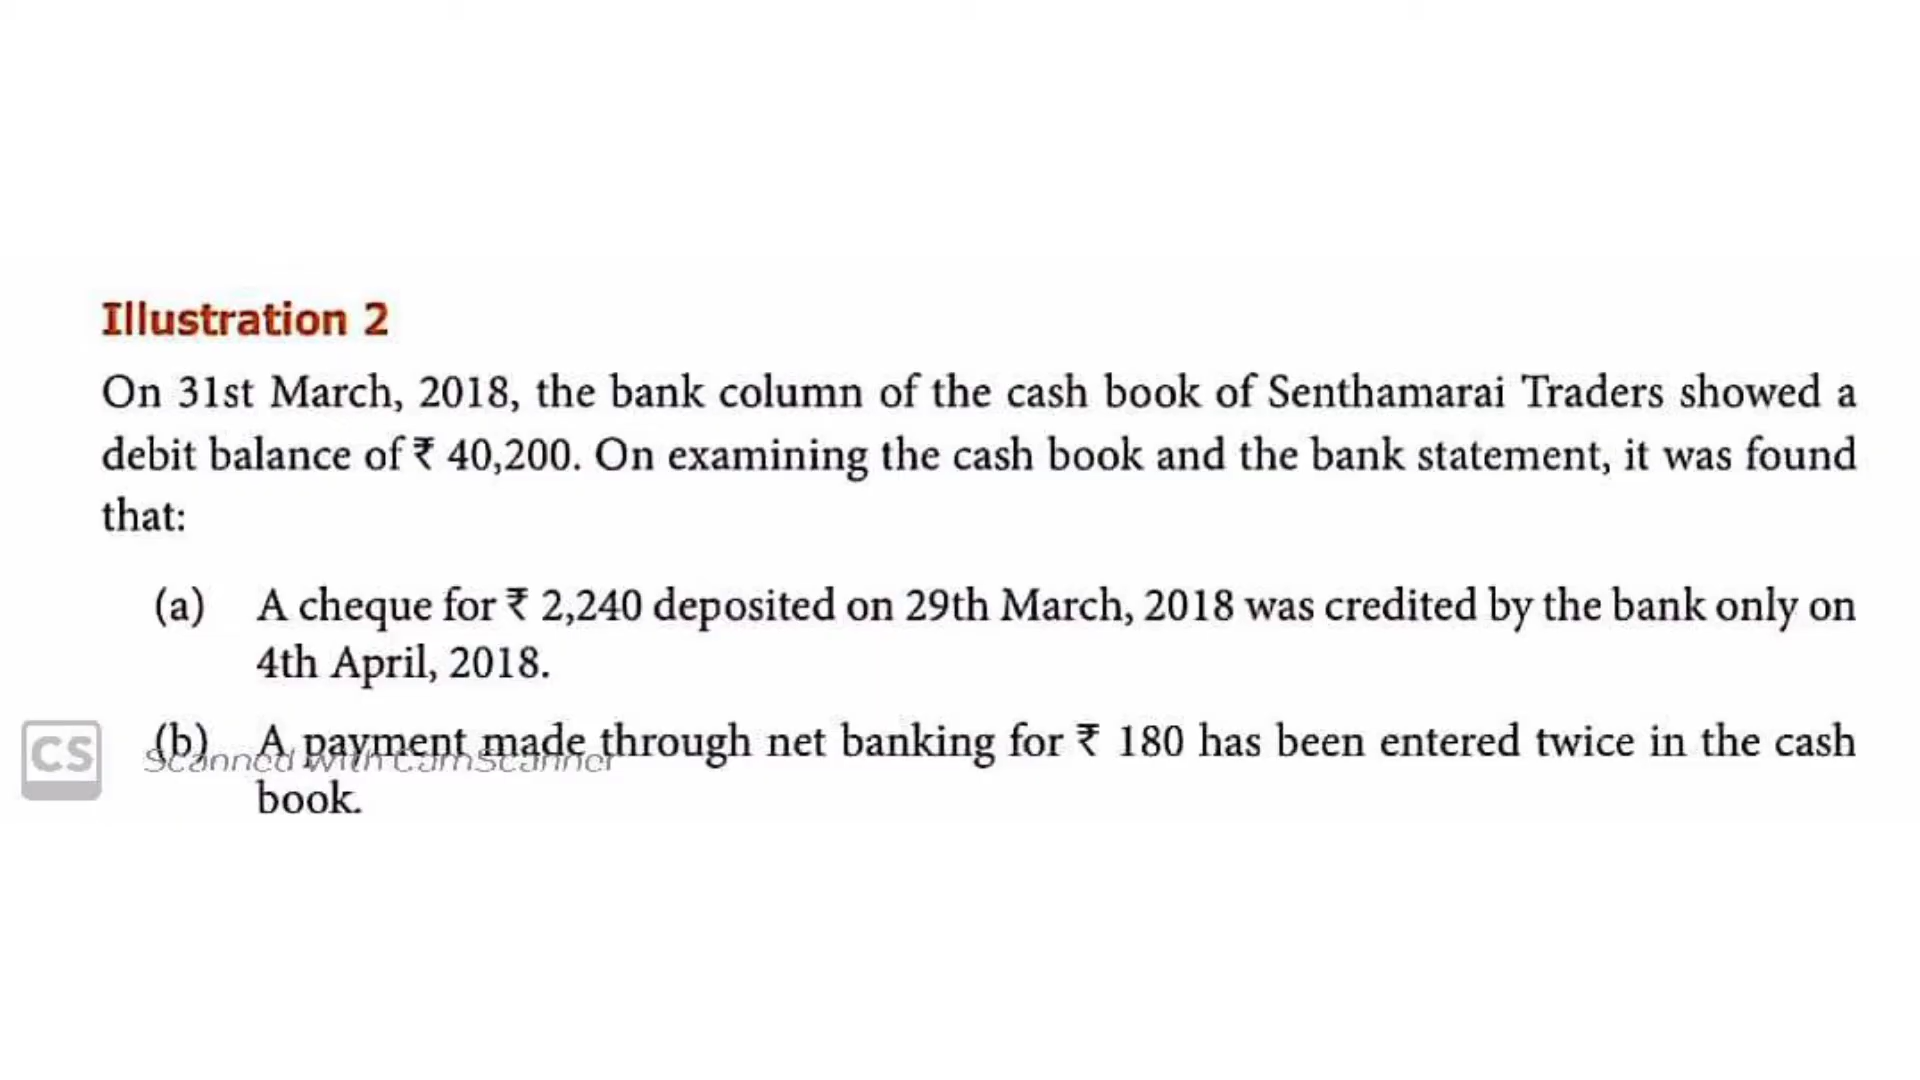 Illustration 2
On 31st March, 2018, the bank column of the cash book of Senthamarai Traders showed a
debit balance of ₹ 40,200. On examining the cash book and the bank statement, it was found
that:
(a) A cheque for ₹ 2,240 deposited on 29th March, 2018 was credited by the bank only on
4th April, 2018.
(b) A payment made through net banking for ₹ 180 has been entered twice in the cash
book.
CS Scanned with CamScanner